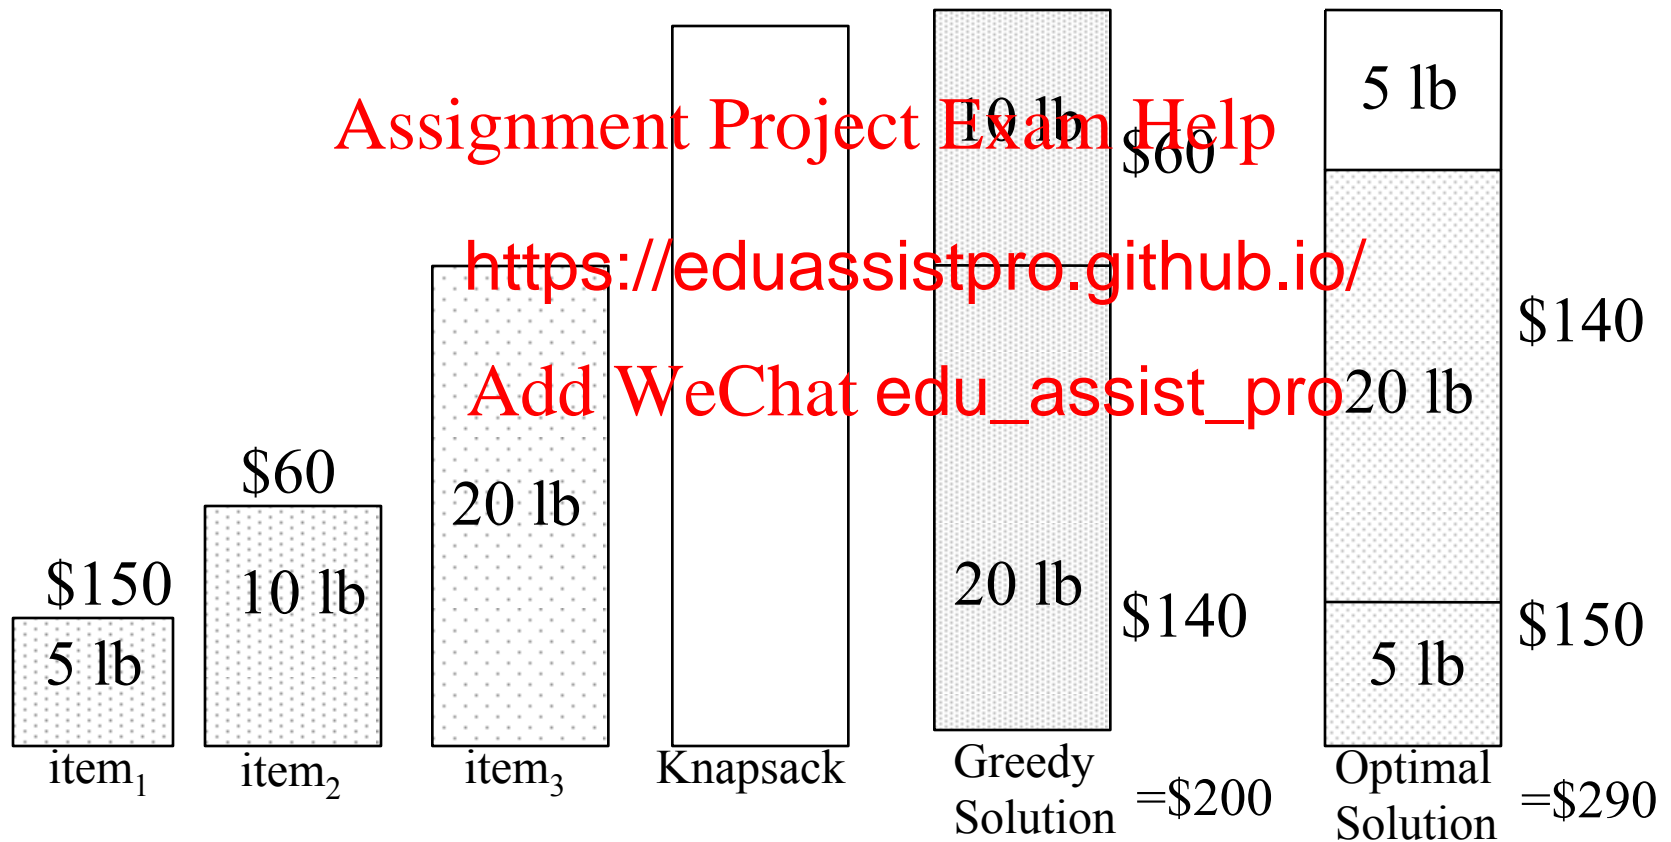 5 lb
Assignment Project Exam Help
10 lb
$60
https://eduassistpro.github.io/
$140
Add WeChat edu_assist_pro
20 lb
$60
20 lb
$150
10 lb
20 lb
$140
$150
5 lb
5 lb
item1
item2
item3
Knapsack
Greedy
Solution
=$200
Optimal
Solution
=$290